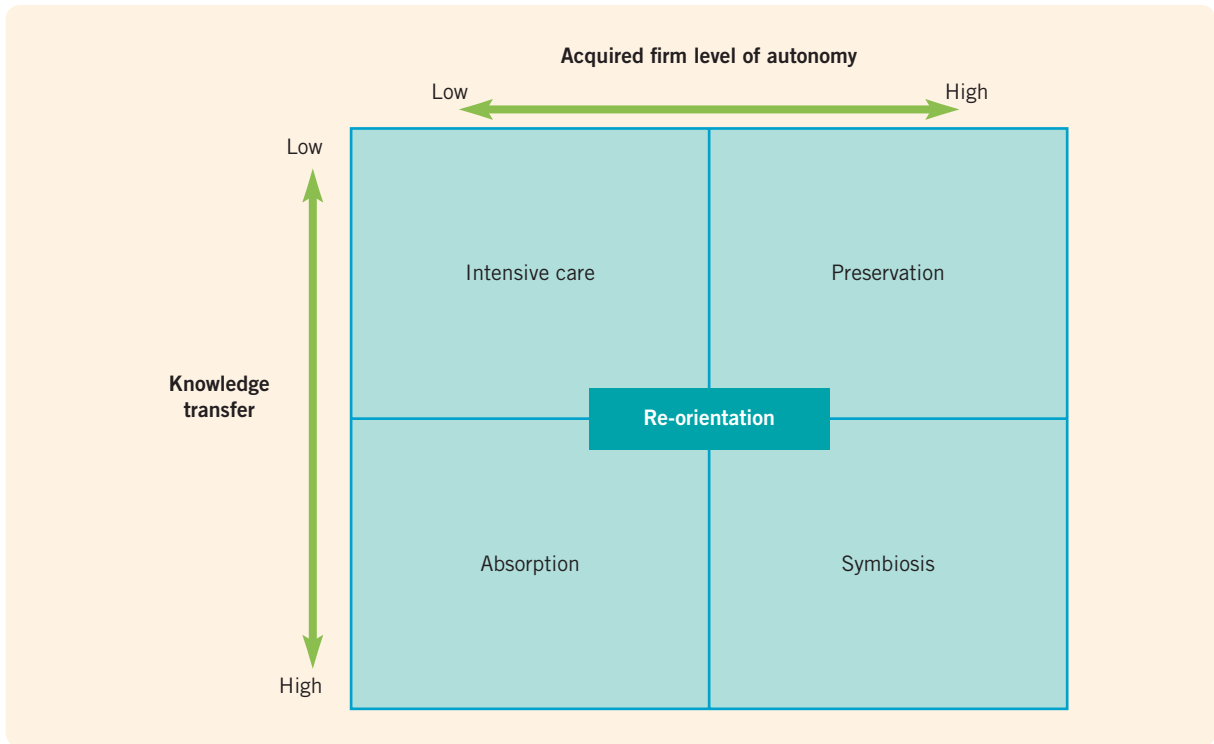 Acquired firm level of autonomy
Low
High
Low
Intensive care
Preservation
Knowledge
transfer
Re-orientation
Absorption
Symbiosis
High